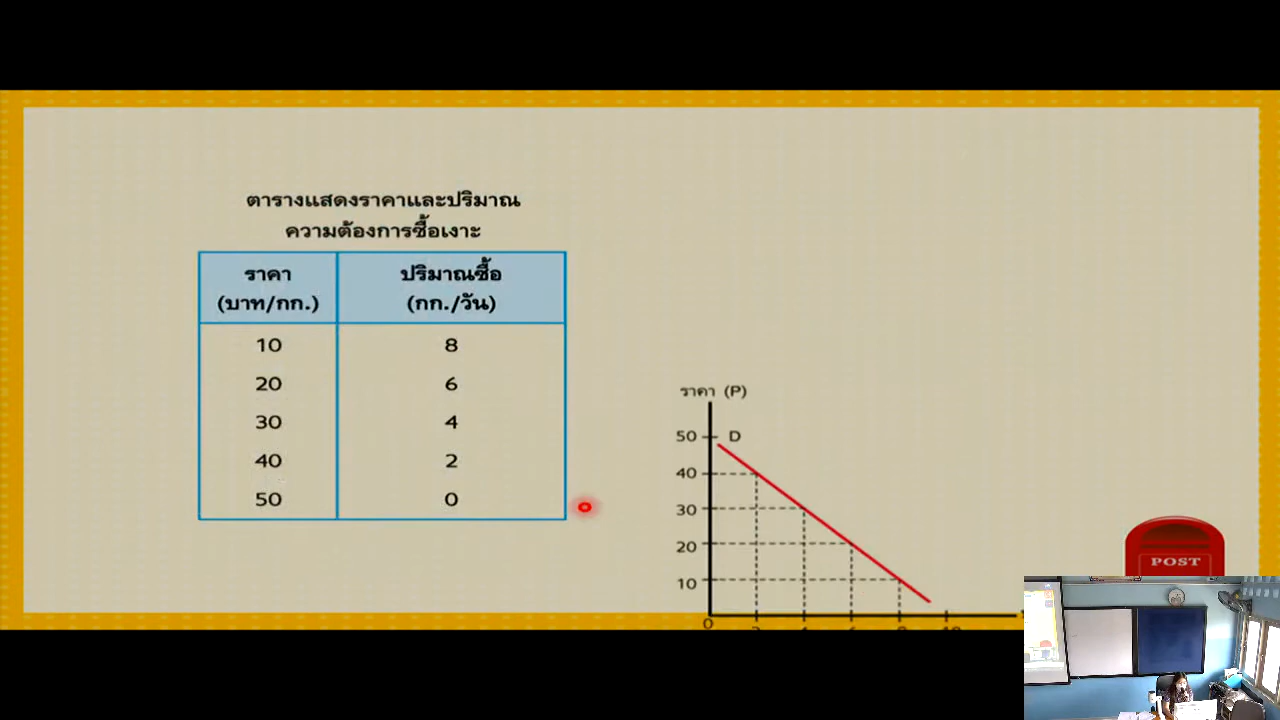 ตารางแสดงราคาและปริมาณ
ความต้องการซื้อเงาะ
ราคา ปริมาณซื้อ
(บาท/กก.) (กก./วัน)
10 8
20 6
30 4
40 2
50 0
ราคา (P)
50 D
40
30
20
10
0
POST